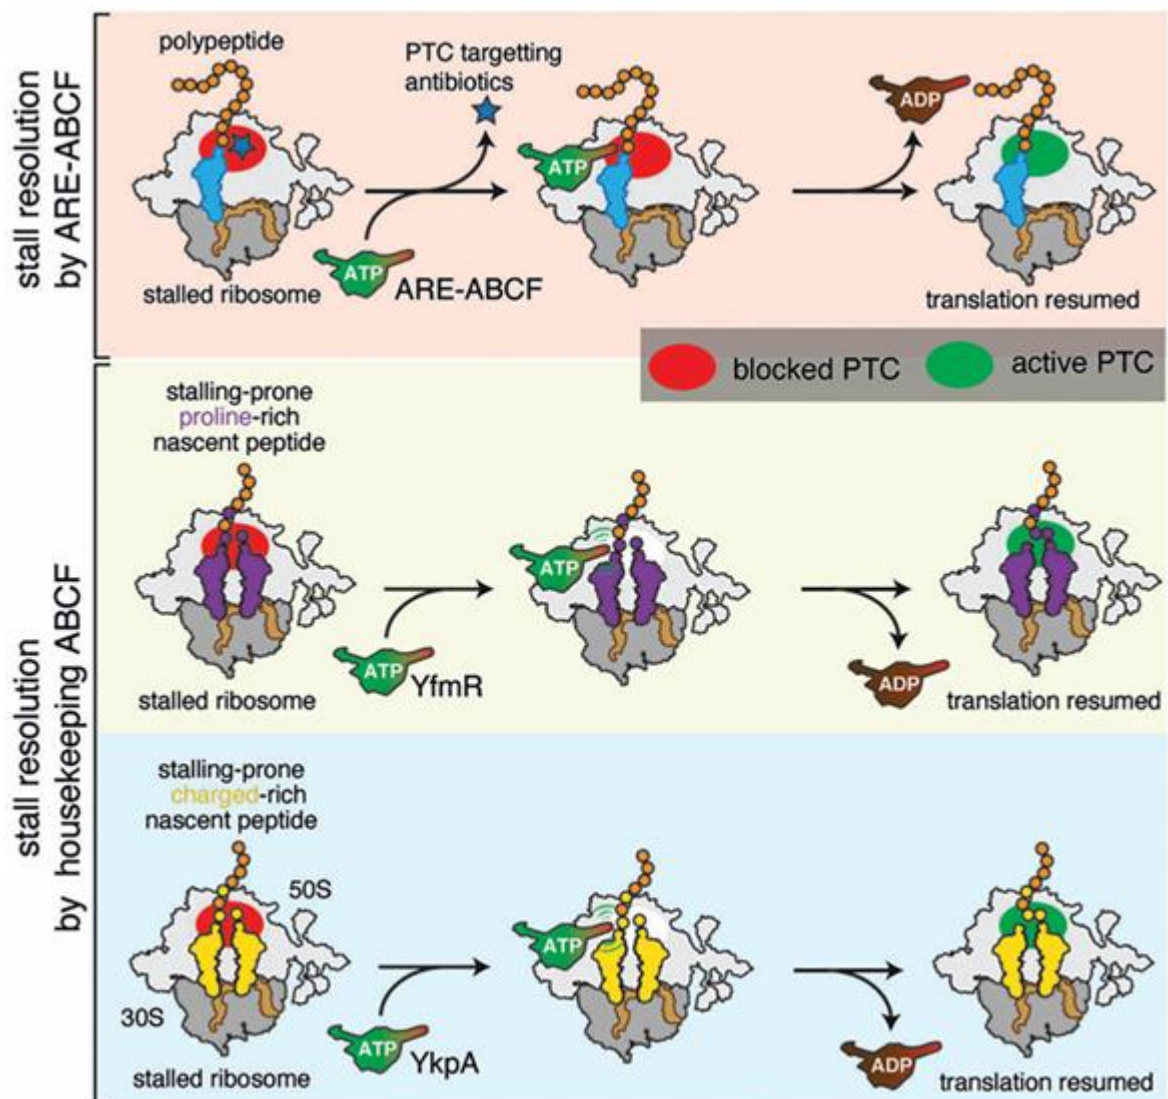 stall resolution
by ARE-ABCF
polypeptide
PTC targetting
antibiotics
ATP
ARE-ABCF
stalled ribosome
ATP
ADP
translation resumed
blocked PTC
active PTC
stall resolution
by housekeeping ABCF
stalling-prone
proline-rich
nascent peptide
stalled ribosome
ATP
YfmR
ATP
ADP
translation resumed
stalling-prone
charged-rich
nascent peptide
50S
30S
stalled ribosome
ATP
YkpA
ATP
ADP
translation resumed